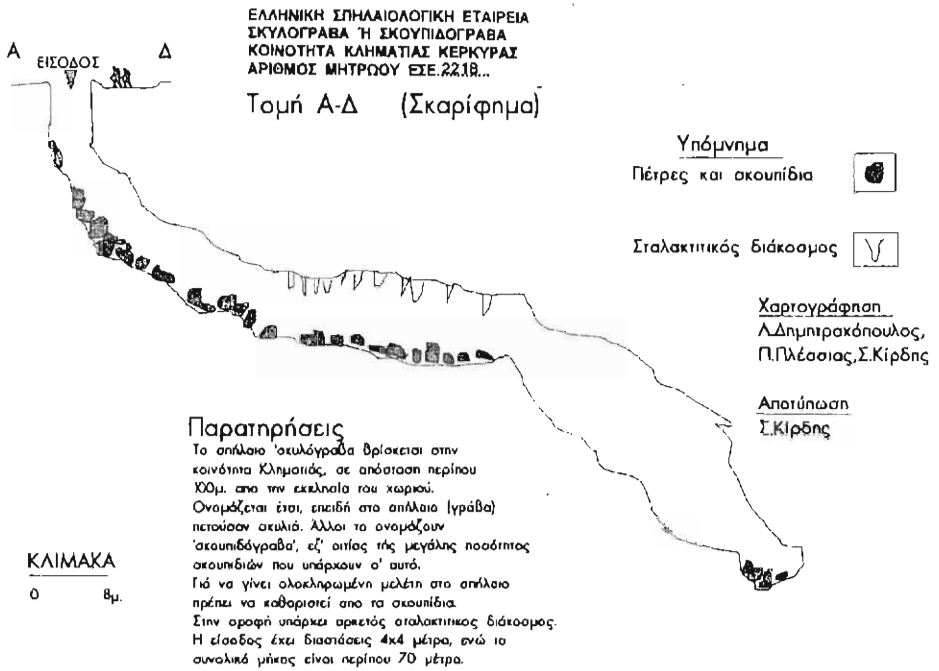 ΕΛΛΗΝΙΚΗ ΣΠΗΛΑΙΟΛΟΓΙΚΗ ΕΤΑΙΡΕΙΑ
ΣΚΥΛΟΓΡΑΒΑ Ή ΣΚΟΥΠΙΔΟΓΡΑΒΑ
ΚΟΙΝΟΤΗΤΑ ΚΛΗΜΑΤΙΑΣ ΚΕΡΚΥΡΑΣ
ΑΡΙΘΜΟΣ ΜΗΤΡΩΟΥ ΕΣΕ.2218...
Τομή Α-Δ (Σκαρίφημα)
Α Δ
ΕΙΣΟΔΟΣ
Υπόμνημα
Πέτρες και σκουπίδια
Σταλακτιτικός διάκοσμος
Χαρτογράφηση
Λ.Δημητρακόπουλος,
Π.Πλέσσιας,Σ.Κίρδης
Αποτύπωση
Σ.Κίρδης
Παρατηρήσεις
Το σπήλαιο 'σκυλόγραβα βρίσκεται στην
κοινότητα Κληματιάς, σε απόσταση περίπου
100μ. απο την εκκλησία του χωριού.
Ονομάζεται έτσι, επειδή στο σπήλαιο (γράβα)
πετούσαν σκυλιά. Άλλοι το ονομάζουν
'σκουπιδόγραβα', εξ' αιτίας της μεγάλης ποσότητος
σκουπιδιών που υπάρχουν σ' αυτό.
Γιά να γίνει ολοκληρωμένη μελέτη στο σπήλαιο
πρέπει να καθαριστεί απο τα σκουπίδια.
Στην οροφή υπάρχει αρκετός σταλακτιτικος διάκοσμος.
Η είσοδος έχει διαστάσεις 4x4 μέτρα, ενώ το
συνολικό μήκος είναι περίπου 70 μέτρα.
ΚΛΙΜΑΚΑ
0 8μ.